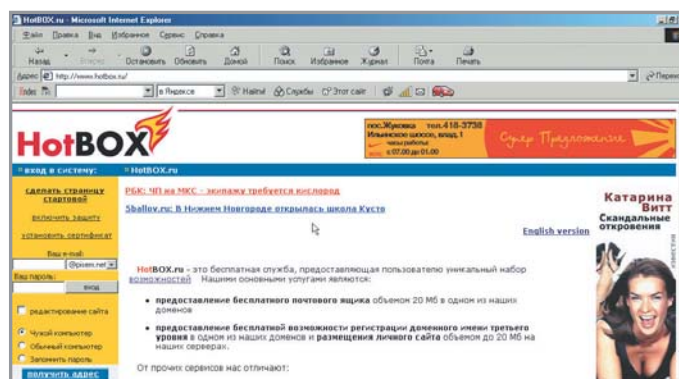 HotBOX.ru - Microsoft Internet Explorer
Файл Правка Вид Избранное Сервис Справка
Назад Вперед Остановить Обновить Домой Поиск Избранное Журнал Почта Печать
Адрес http://www.hotbox.ru/
в Яндексе Найти! Службы Этот сайт
HotBOX
пос.Жуковка тел.418-3738
Ильинское шоссе, влад.1
часы работы:
с 07.00 до 01.00
Супер Предложение
вход в систему:
HotBOX.ru
сделать страницу
стартовой
включить защиту
установить сертификат
Ваш e-mail:
@pisem.net
Ваш пароль:
вход
редактирование сайта
Чужой компьютер
Обычный компьютер
Запомнить пароль
получить адрес
РБК: ЧП на МКС - экипажу требуется кислород
5ballov.ru: В Нижнем Новгороде открылась школа Кусто
English version
HotBOX.ru - это бесплатная служба, предоставляющая пользователю уникальный набор
возможностей Нашими основными услугами являются:
• предоставление бесплатного почтового ящика объемом 20 Мб в одном из наших
доменов
• предоставление бесплатной возможности регистрации доменного имени третьего
уровня в одном из наших доменов и размещения личного сайта объемом до 20 Мб на
наших серверах.
От прочих сервисов нас отличают:
Катарина
Витт
Скандальные
откровения